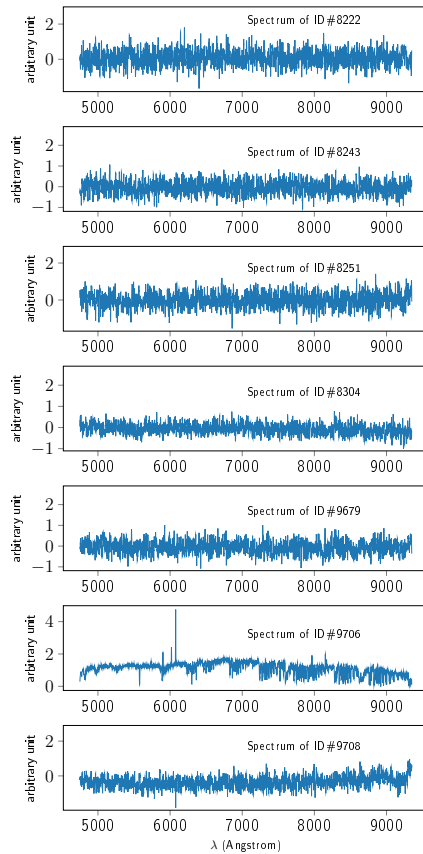 Spectrum of ID#8222
arbitrary unit
2
0
5000 6000 7000 8000 9000
Spectrum of ID#8243
arbitrary unit
2
1
0
−1
5000 6000 7000 8000 9000
Spectrum of ID#8251
arbitrary unit
2
0
5000 6000 7000 8000 9000
Spectrum of ID#8304
arbitrary unit
2
1
0
−1
5000 6000 7000 8000 9000
Spectrum of ID#9679
arbitrary unit
2
1
0
−1
5000 6000 7000 8000 9000
Spectrum of ID#9706
arbitrary unit
4
2
0
5000 6000 7000 8000 9000
Spectrum of ID#9708
arbitrary unit
2
0
5000 6000 7000 8000 9000
λ (Angstrom)